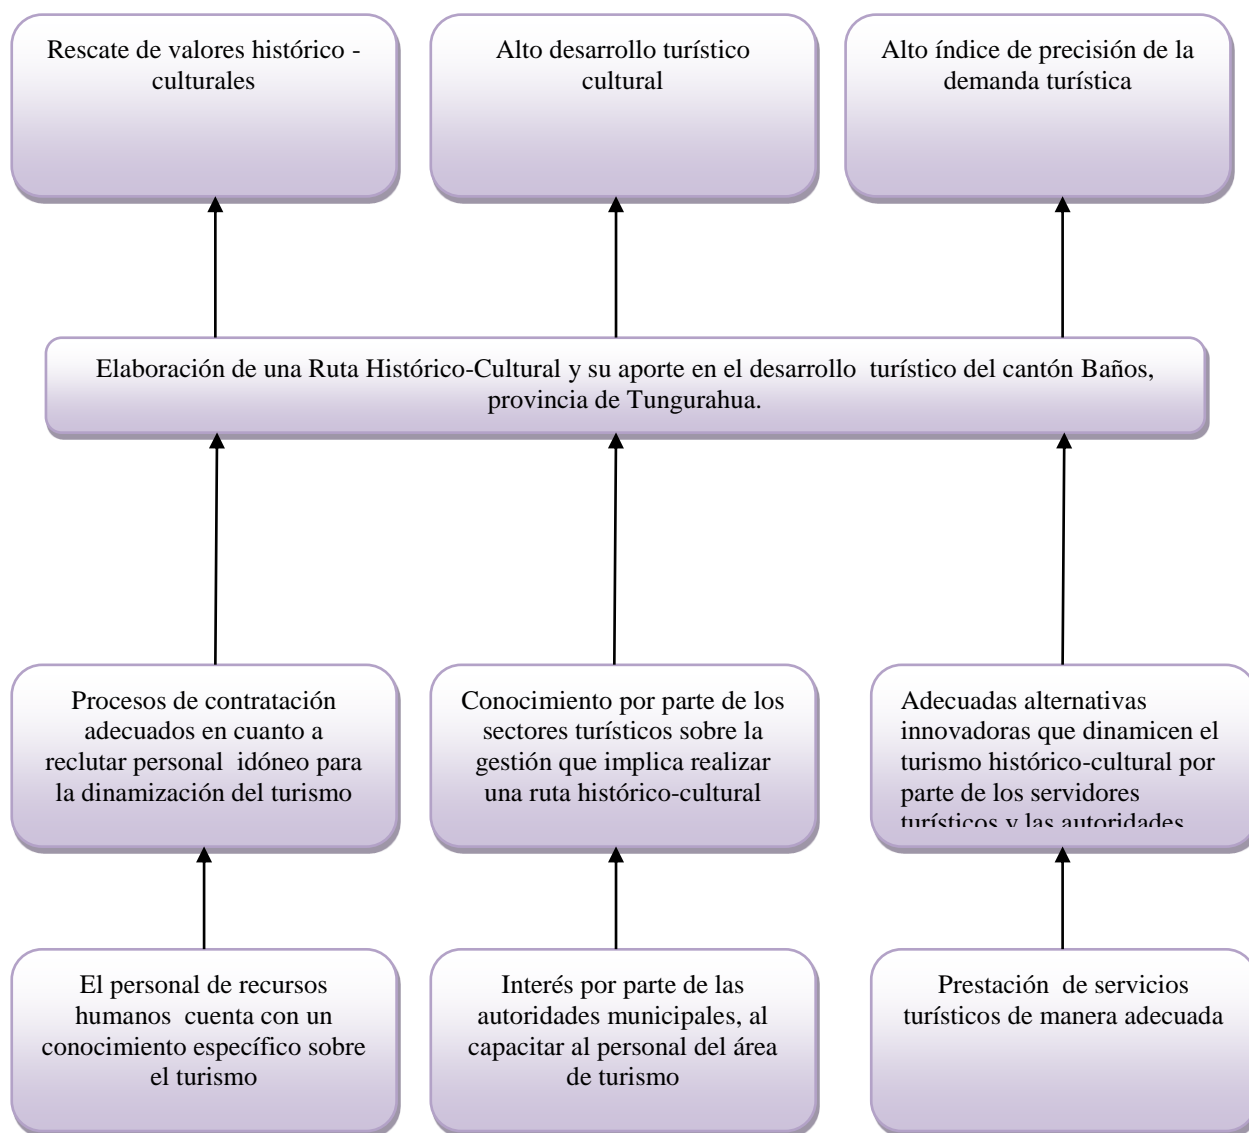 Rescate de valores histórico -
culturales
Alto desarrollo turístico
cultural
Alto índice de precisión de la
demanda turística
Elaboración de una Ruta Histórico-Cultural y su aporte en el desarrollo  turístico del cantón Baños,
provincia de Tungurahua.
Procesos de contratación
adecuados en cuanto a
reclutar personal  idóneo para
la dinamización del turismo
Conocimiento por parte de los
sectores turísticos sobre la
gestión que implica realizar
una ruta histórico-cultural
Adecuadas alternativas
innovadoras que dinamicen el
turismo histórico-cultural por
parte de los servidores
turísticos y las autoridades
El personal de recursos
humanos  cuenta con un
conocimiento específico sobre
el turismo
Interés por parte de las
autoridades municipales, al
capacitar al personal del área
de turismo
Prestación  de servicios
turísticos de manera adecuada